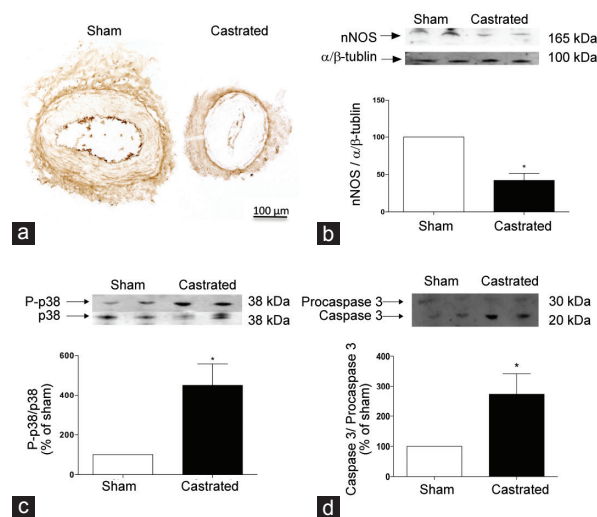 Sham Castrated
100 µm
a
Sham Castrated
nNOS 165 kDa
α/β-tublin 100 kDa
nNOS / α/β-tublin
100
50
0
*
Sham Castrated
b
Sham Castrated
P-p38 38 kDa
p38 38 kDa
P-p38/p38
(% of sham)
600
400
200
0
*
Sham Castrated
c
Sham Castrated
Procaspase 3 30 kDa
Caspase 3 20 kDa
Caspase 3/ Procaspase 3
(% of sham)
400
300
200
100
0
*
Sham Castrated
d